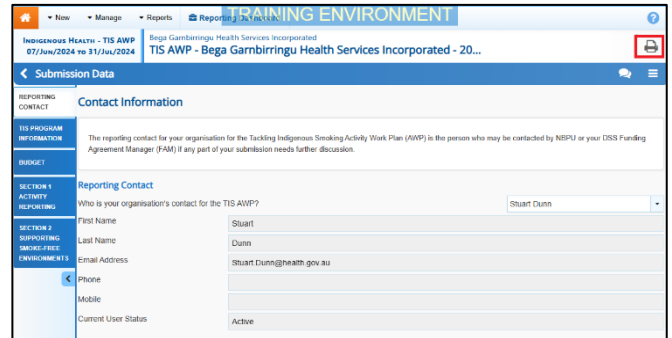 New Manage Reports Reporting Dashboard
TRAINING ENVIRONMENT
INDIGENOUS HEALTH - TIS AWP
07/JUN/2024 TO 31/JUL/2024
Bega Garnbirringu Health Services Incorporated
TIS AWP - Bega Garnbirringu Health Services Incorporated - 20...
Submission Data
REPORTING
CONTACT
TIS PROGRAM
INFORMATION
BUDGET
SECTION 1
ACTIVITY
REPORTING
SECTION 2
SUPPORTING
SMOKE-FREE
ENVIRONMENTS
Contact Information
The reporting contact for your organisation for the Tackling Indigenous Smoking Activity Work Plan (AWP) is the person who may be contacted by NBPU or your DSS Funding
Agreement Manager (FAM) if any part of your submission needs further discussion.
Reporting Contact
Who is your organisation's contact for the TIS AWP? Stuart Dunn
First Name Stuart
Last Name Dunn
Email Address Stuart.Dunn@health.gov.au
Phone
Mobile
Current User Status Active